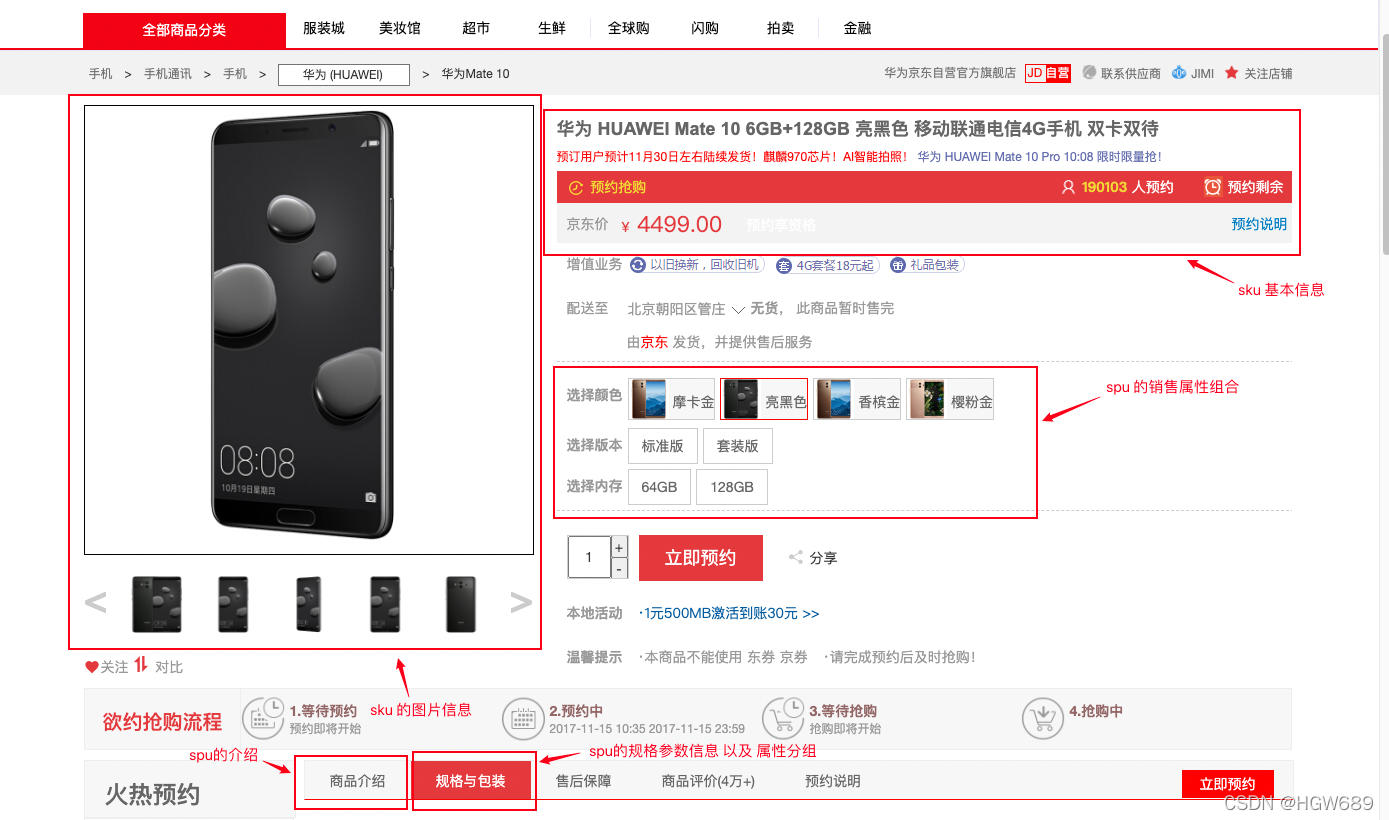 全部商品分类 服装城 美妆馆 超市 生鲜 全球购 闪购 拍卖 金融
手机 > 手机通讯 > 手机 > 华为 (HUAWEI) > 华为Mate 10 华为京东自营官方旗舰店 JD 自营 联系供应商 JIMI 关注店铺
华为 HUAWEI Mate 10 6GB+128GB 亮黑色 移动联通电信4G手机 双卡双待
预订用户预计11月30日左右陆续发货！麒麟970芯片！AI智能拍照！ 华为 HUAWEI Mate 10 Pro 10:08 限时限量抢！
预约抢购 190103 人预约 预约剩余
京东价 ¥ 4499.00 预约享资格 预约说明
增值业务 以旧换新，回收旧机 套 4G套餐18元起 礼品包装
sku 基本信息
配送至 北京朝阳区管庄 无货， 此商品暂时售完
由京东 发货，并提供售后服务
选择颜色 摩卡金 亮黑色 香槟金 樱粉金
spu 的销售属性组合
选择版本 标准版 套装版
选择内存 64GB 128GB
08:08
10月19日星期四
1 + - 立即预约 分享
< >
本地活动 ·1元500MB激活到账30元 >>
温馨提示 ·本商品不能使用 东券 京券 ·请完成预约后及时抢购！
关注 对比
sku 的图片信息
欲约抢购流程
1.等待预约
预约即将开始
2.预约中
2017-11-15 10:35 2017-11-15 23:59
3.等待抢购
抢购即将开始
4.抢购中
spu的介绍
spu的规格参数信息 以及 属性分组
火热预约 商品介绍 规格与包装 售后保障 商品评价(4万+) 预约说明 立即预约
CSDN @HGW689